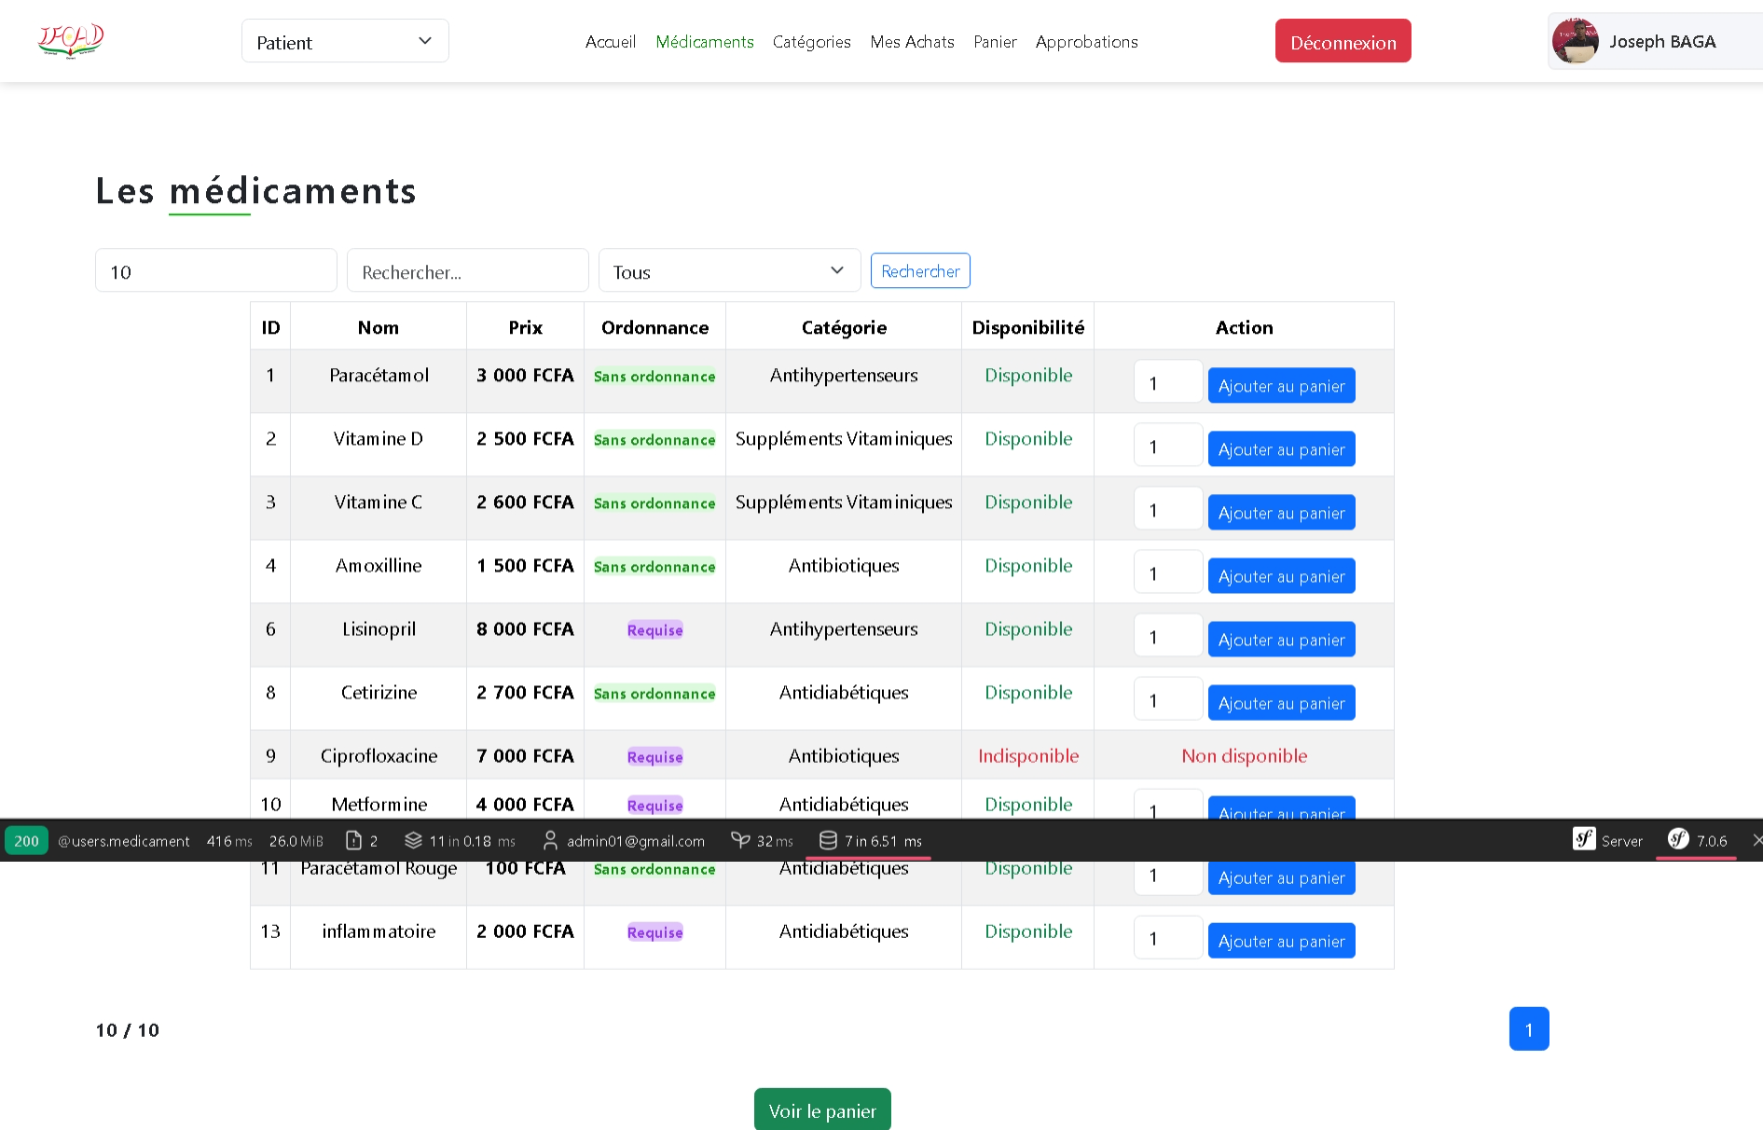 IFCAD Patient Accueil Médicaments Catégories Mes Achats Panier Approbations Déconnexion Joseph BAGA
Les médicaments
10 Rechercher... Tous Rechercher
ID Nom Prix Ordonnance Catégorie Disponibilité Action
1 Paracétamol 3 000 FCFA Sans ordonnance Antihypertenseurs Disponible 1 Ajouter au panier
2 Vitamine D 2 500 FCFA Sans ordonnance Suppléments Vitaminiques Disponible 1 Ajouter au panier
3 Vitamine C 2 600 FCFA Sans ordonnance Suppléments Vitaminiques Disponible 1 Ajouter au panier
4 Amoxilline 1 500 FCFA Sans ordonnance Antibiotiques Disponible 1 Ajouter au panier
6 Lisinopril 8 000 FCFA Requise Antihypertenseurs Disponible 1 Ajouter au panier
8 Cetirizine 2 700 FCFA Sans ordonnance Antidiabétiques Disponible 1 Ajouter au panier
9 Ciprofloxacine 7 000 FCFA Requise Antibiotiques Indisponible Non disponible
10 Metformine 4 000 FCFA Requise Antidiabétiques Disponible 1 Ajouter au panier
200 @users.medicament 416 ms 26.0 MiB 2 11 in 0.18 ms admin01@gmail.com 32 ms 7 in 6.51 ms sf Server sf 7.0.6
11 Paracétamol Rouge 100 FCFA Sans ordonnance Antidiabétiques Disponible 1 Ajouter au panier
13 inflammatoire 2 000 FCFA Requise Antidiabétiques Disponible 1 Ajouter au panier
10 / 10 1
Voir le panier